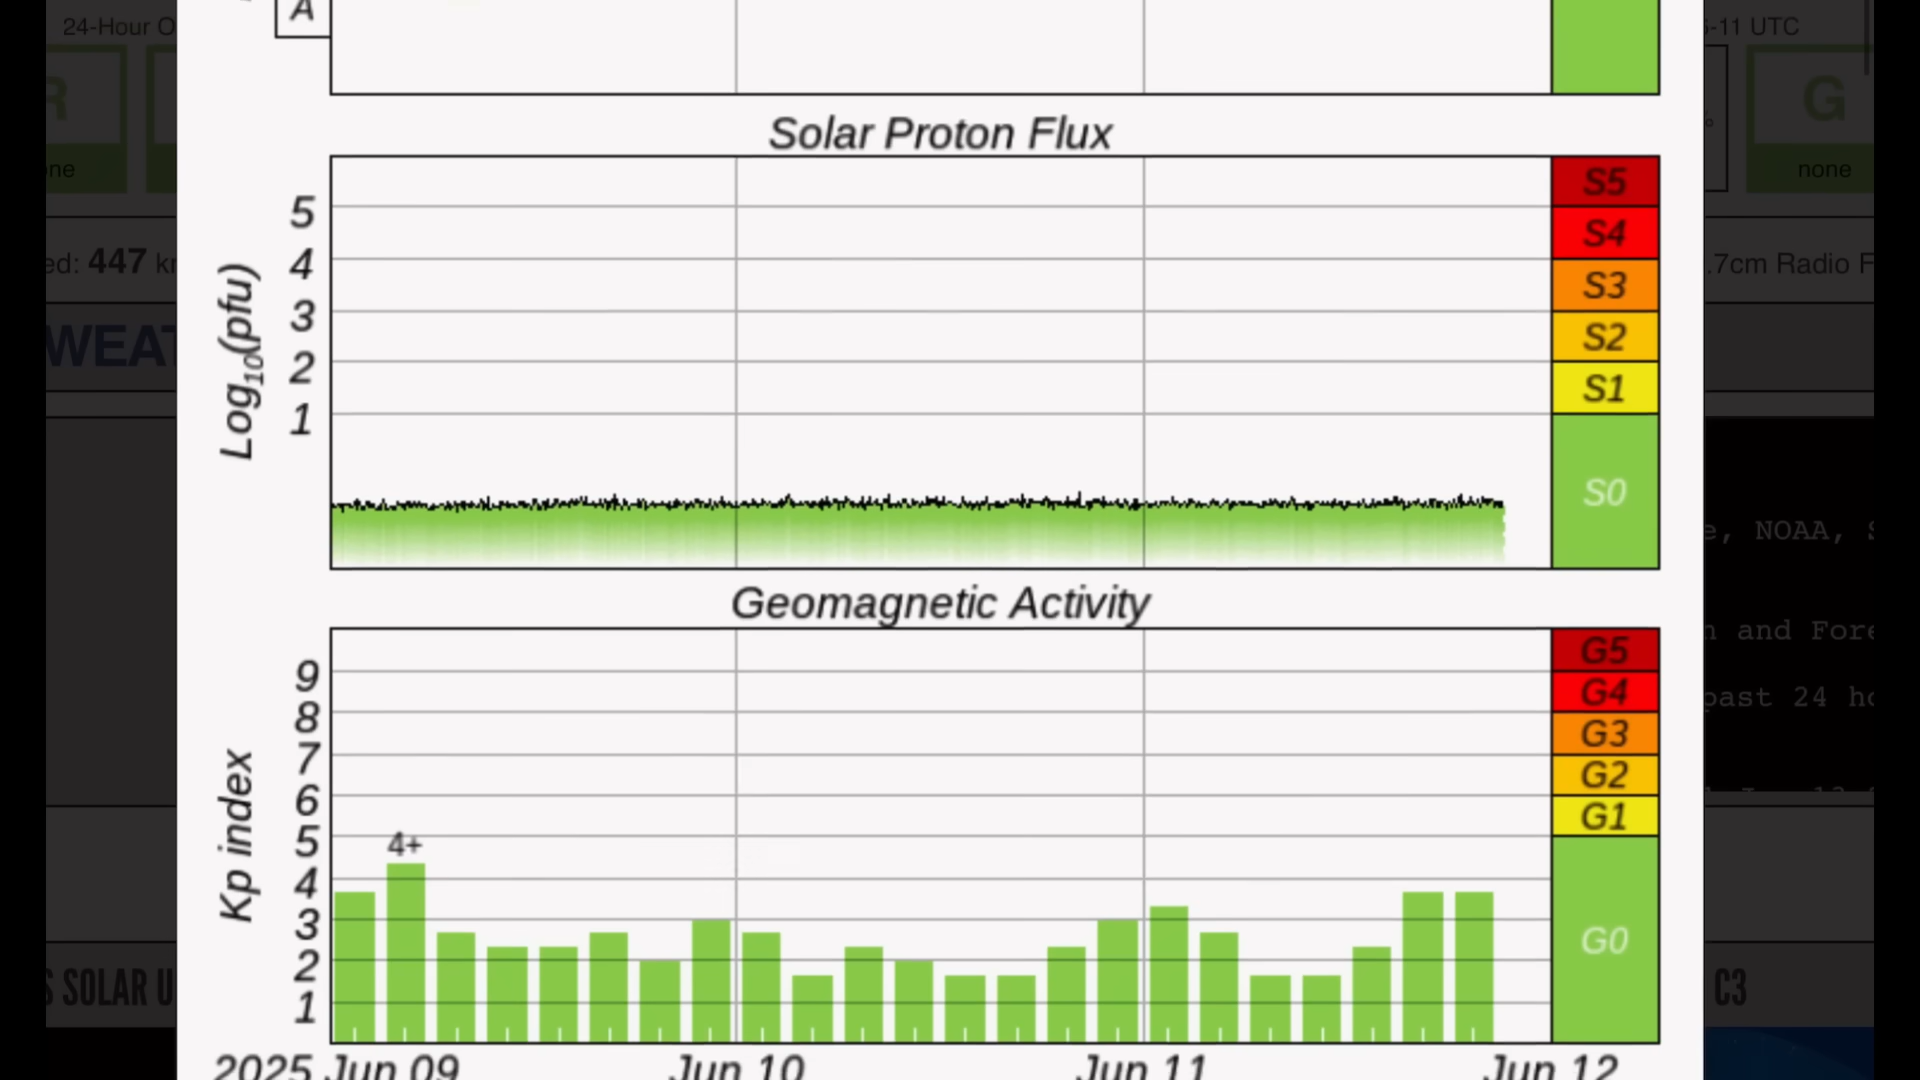 A
24-Hour O
-11 UTC
R
G
none
Solar Proton Flux
S5
5
S4
4
S3
3
S2
2
S1
1
S0
Log10(pfu)
ed: 447 k
.7cm Radio F
WEAT
e, NOAA, S
n and Fore
past 24 ho
Geomagnetic Activity
G5
9
G4
8
G3
7
G2
6
G1
5
4+
4
3
G0
2
1
Kp index
S SOLAR U
C3
2025 Jun 09
Jun 10
Jun 11
Jun 12